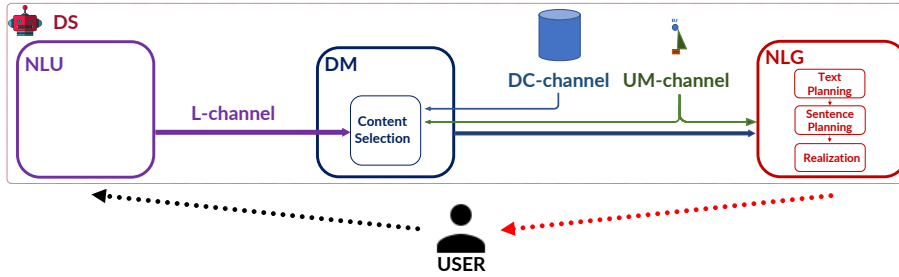 DS
NLU
DM
NLG
DC-channel
UM-channel
L-channel
Content
Selection
Text
Planning
Sentence
Planning
Realization
USER